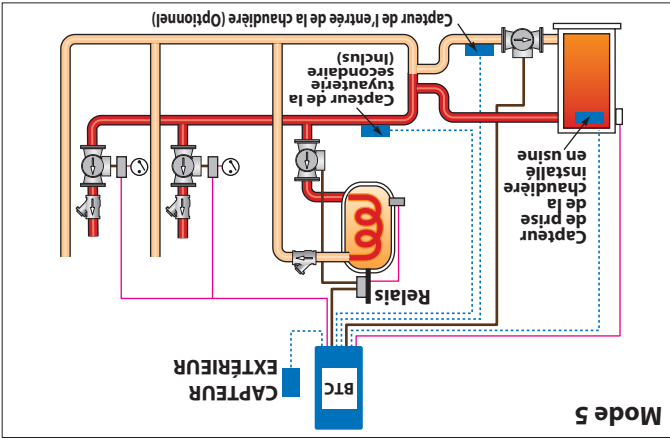 Mode 5
BTC
CAPTEUR
EXTÉRIEUR
Relais
Capteur
de prise
de la
chaudière
installé
en usine
Capteur de la
tuyauterie
secondaire
(Inclus)
Capteur de l'entrée de la chaudière (Optionnel)